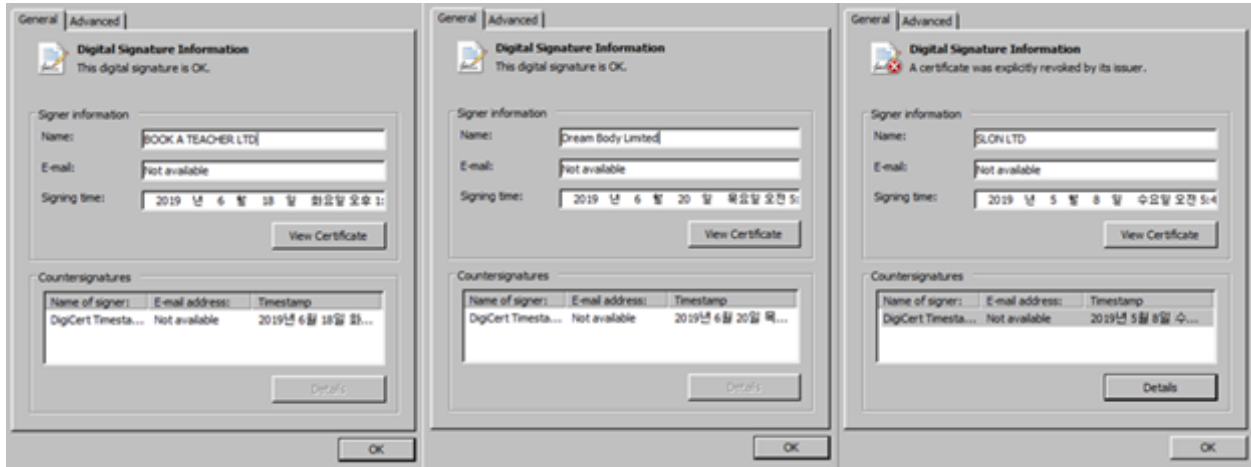 General Advanced
Digital Signature Information
This digital signature is OK.
Signer information
Name: BOOK A TEACHER LTD
E-mail: Not available
Signing time: 2019 년 6 월 18 일 화요일 오후 1:
View Certificate
Countersignatures
Name of signer: E-mail address: Timestamp
DigiCert Timesta... Not available 2019년 6월 18일 화...
Details
OK
General Advanced
Digital Signature Information
This digital signature is OK.
Signer information
Name: Dream Body Limited
E-mail: Not available
Signing time: 2019 년 6 월 20 일 목요일 오전 5:
View Certificate
Countersignatures
Name of signer: E-mail address: Timestamp
DigiCert Timesta... Not available 2019년 6월 20일 목...
Details
OK
General Advanced
Digital Signature Information
A certificate was explicitly revoked by its issuer.
Signer information
Name: SLON LTD
E-mail: Not available
Signing time: 2019 년 5 월 8 일 수요일 오전 5:4
View Certificate
Countersignatures
Name of signer: E-mail address: Timestamp
DigiCert Timesta... Not available 2019년 5월 8일 수...
Details
OK